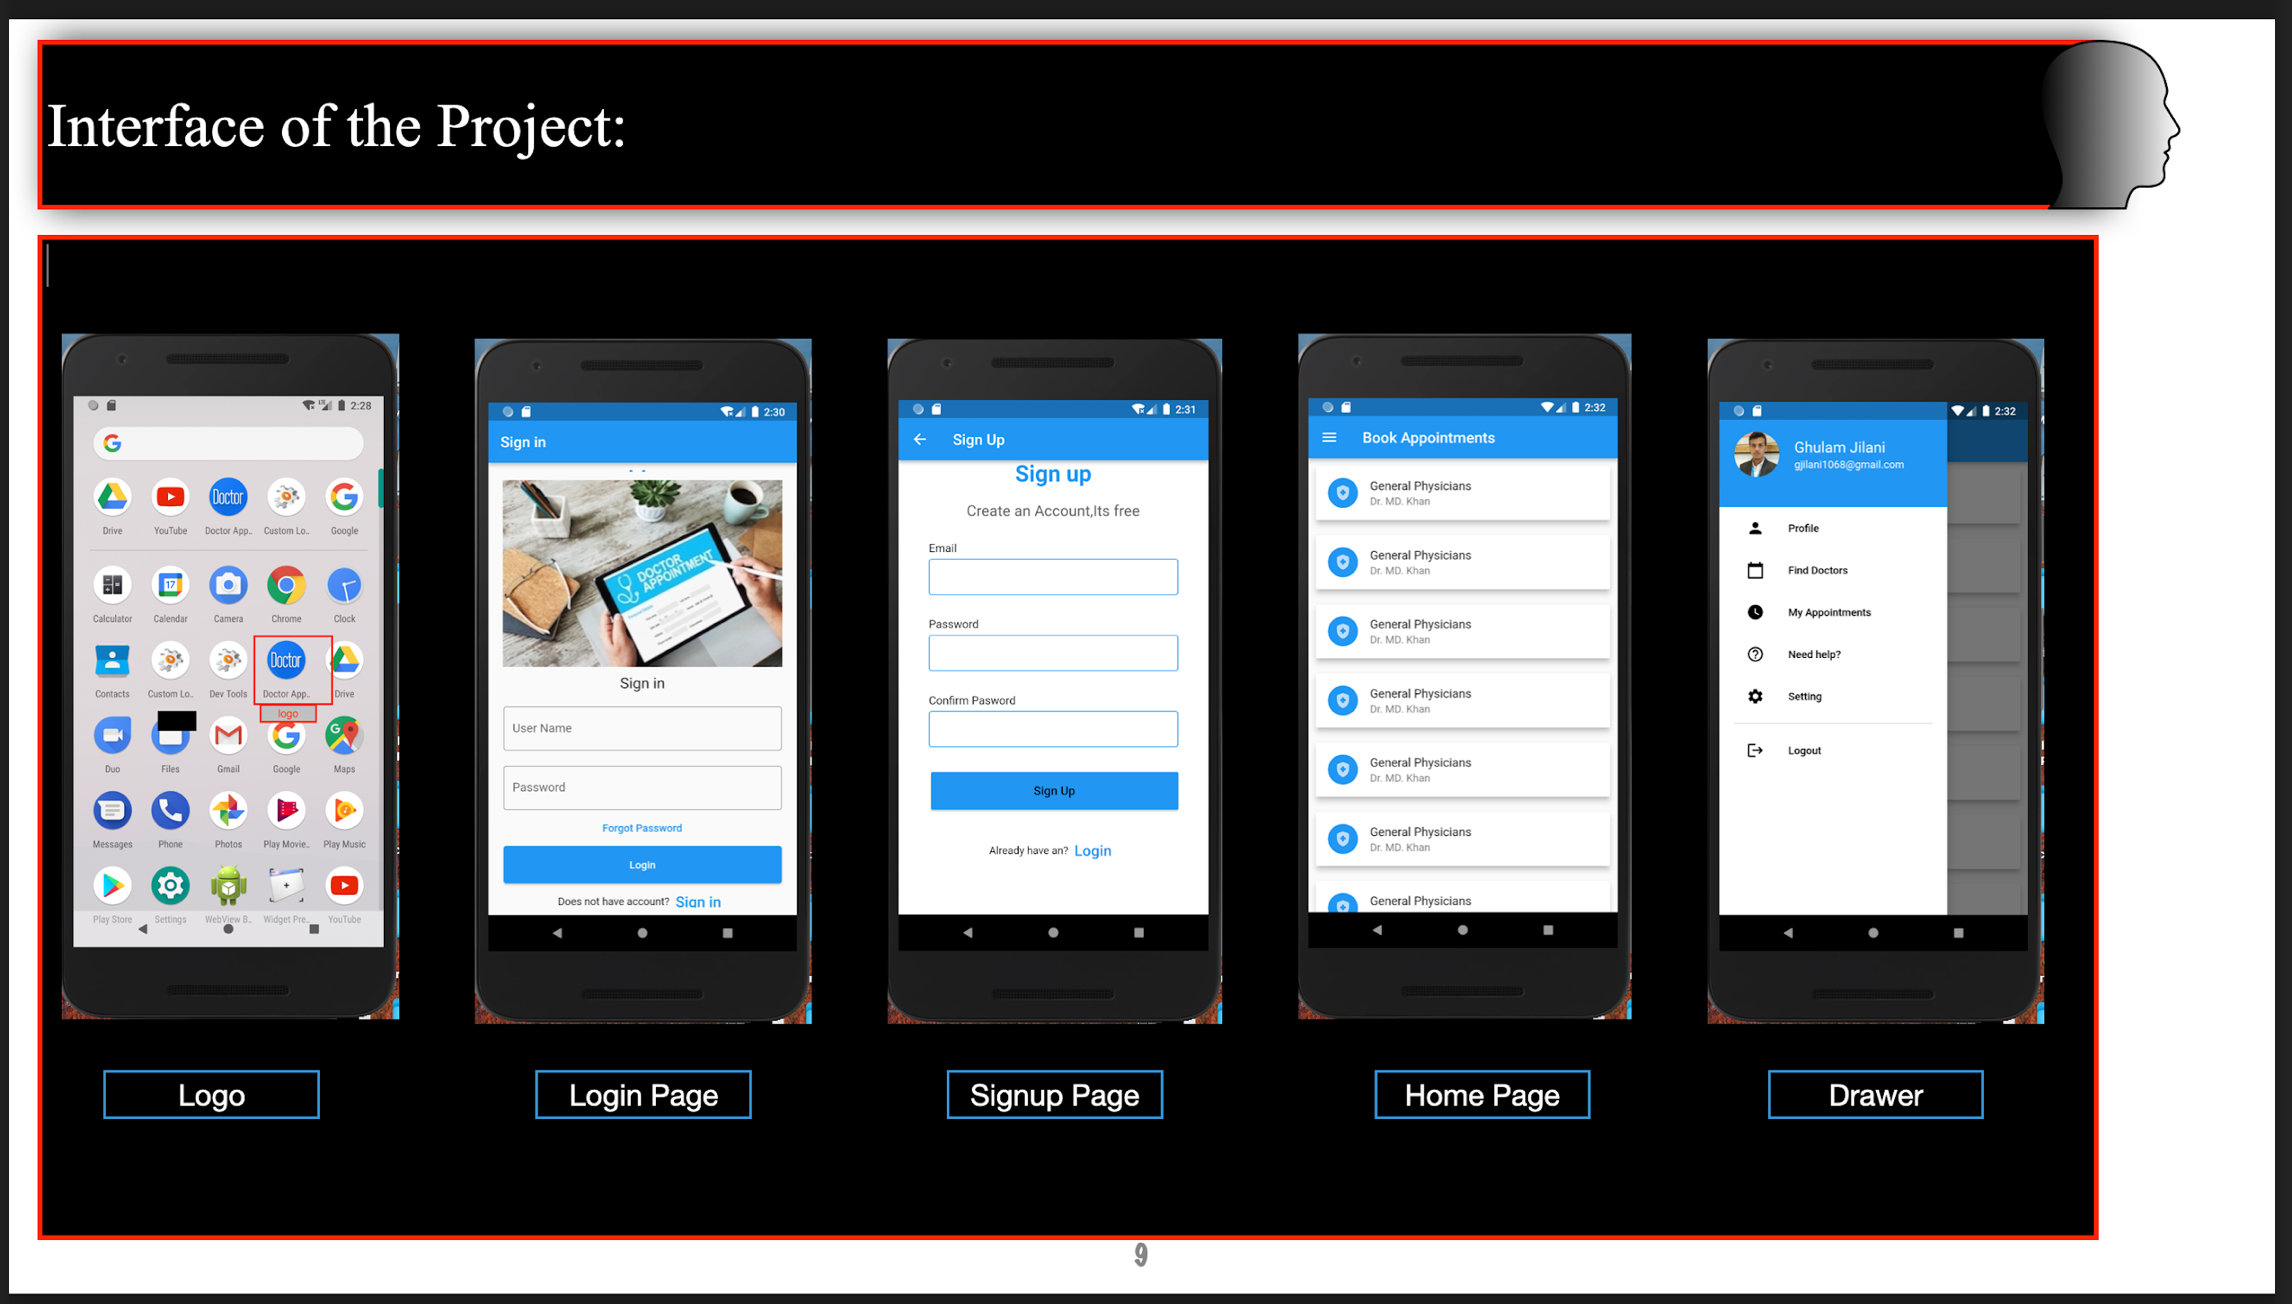 Interface of the Project:
2:28
Drive YouTube Doctor App.. Custom Lo.. Google
Doctor
Calculator Calendar Camera Chrome Clock
17
Contacts Custom Lo.. Dev Tools Doctor App.. Drive
Doctor
logo
Duo Files Gmail Google Maps
Messages Phone Photos Play Movie.. Play Music
Play Store Settings WebView B.. Widget Pre.. YouTube
Logo
2:30
Sign in
DOCTOR
APPOINTMENT
Sign in
User Name
Password
Forgot Password
Login
Does not have account? Sign in
Login Page
2:31
Sign Up
Sign up
Create an Account,Its free
Email
Password
Confirm Pasword
Sign Up
Already have an? Login
Signup Page
2:32
Book Appointments
General Physicians
Dr. MD. Khan
General Physicians
Dr. MD. Khan
General Physicians
Dr. MD. Khan
General Physicians
Dr. MD. Khan
General Physicians
Dr. MD. Khan
General Physicians
Dr. MD. Khan
General Physicians
Home Page
2:32
Ghulam Jilani
gjilani1068@gmail.com
Profile
Find Doctors
My Appointments
Need help?
Setting
Logout
Drawer
9